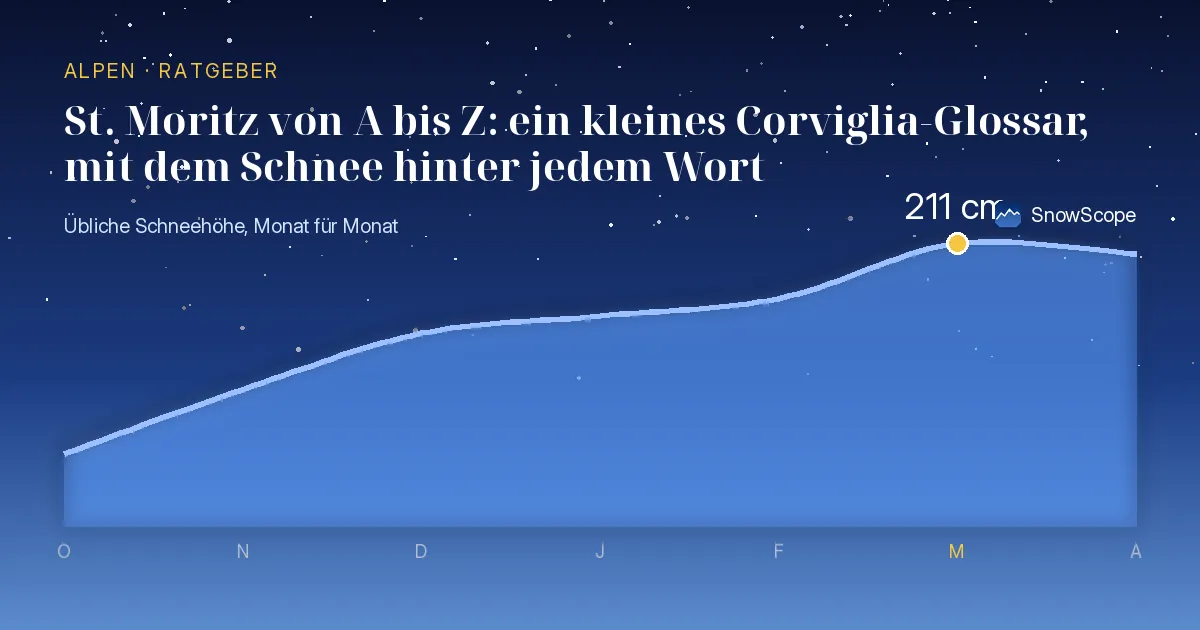 ALPEN · RATGEBER
St. Moritz von A bis Z: ein kleines Corviglia-Glossar,
mit dem Schnee hinter jedem Wort
Übliche Schneehöhe, Monat für Monat
211 cm
SnowScope
O N D J F M A